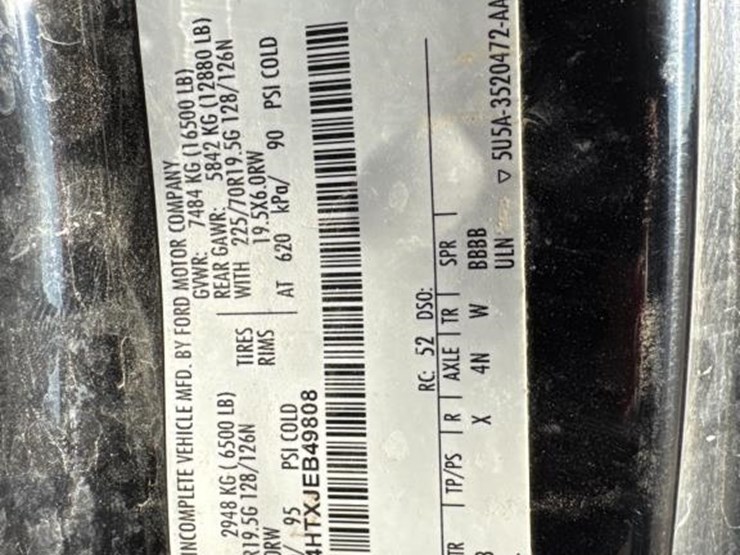 INCOMPLETE VEHICLE MFD. BY FORD MOTOR COMPANY
GVWR: 7484 KG (16500 LB)
2948 KG ( 6500 LB) REAR GAWR: 5842 KG (12880 LB)
R19.5G 128/126N TIRES WITH 225/70R19.5G 128/126N
0RW RIMS 19.5X6.0RW
/ 95 PSI COLD AT 620 kPa/ 90 PSI COLD
4HTXJEB49808
RC: 52 DSO:
TR | TP/PS | R | AXLE | TR | SPR |
X 4N W BBBB
ULN ▽ 5U5A-3520472-AA